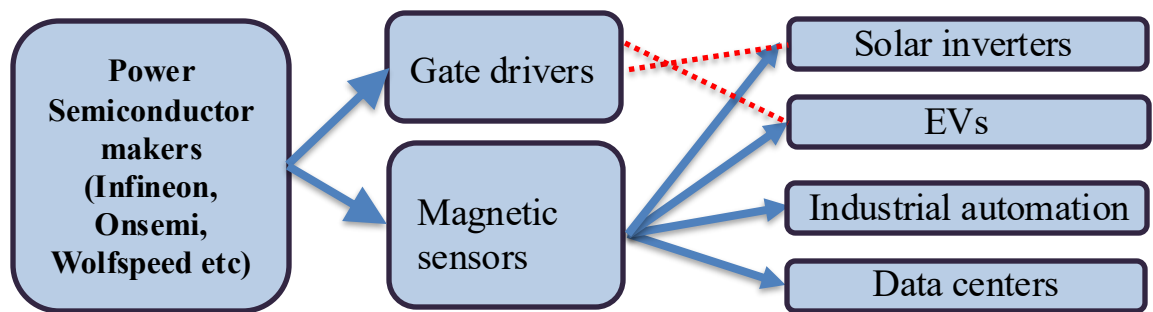 Power
Semiconductor
makers
(Infineon,
Onsemi,
Wolfspeed etc)
Gate drivers
Magnetic
sensors
Solar inverters
EVs
Industrial automation
Data centers